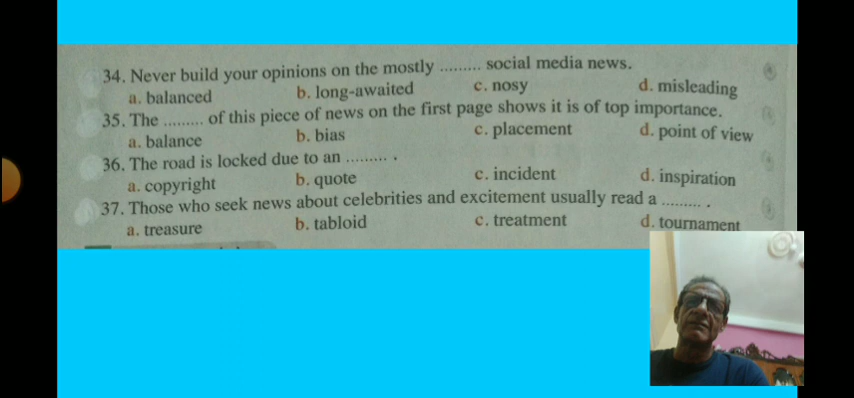 34. Never build your opinions on the mostly ......... social media news.
a. balanced b. long-awaited c. nosy d. misleading
35. The ......... of this piece of news on the first page shows it is of top importance.
a. balance b. bias c. placement d. point of view
36. The road is locked due to an ......... .
a. copyright b. quote c. incident d. inspiration
37. Those who seek news about celebrities and excitement usually read a ......... .
a. treasure b. tabloid c. treatment d. tournament